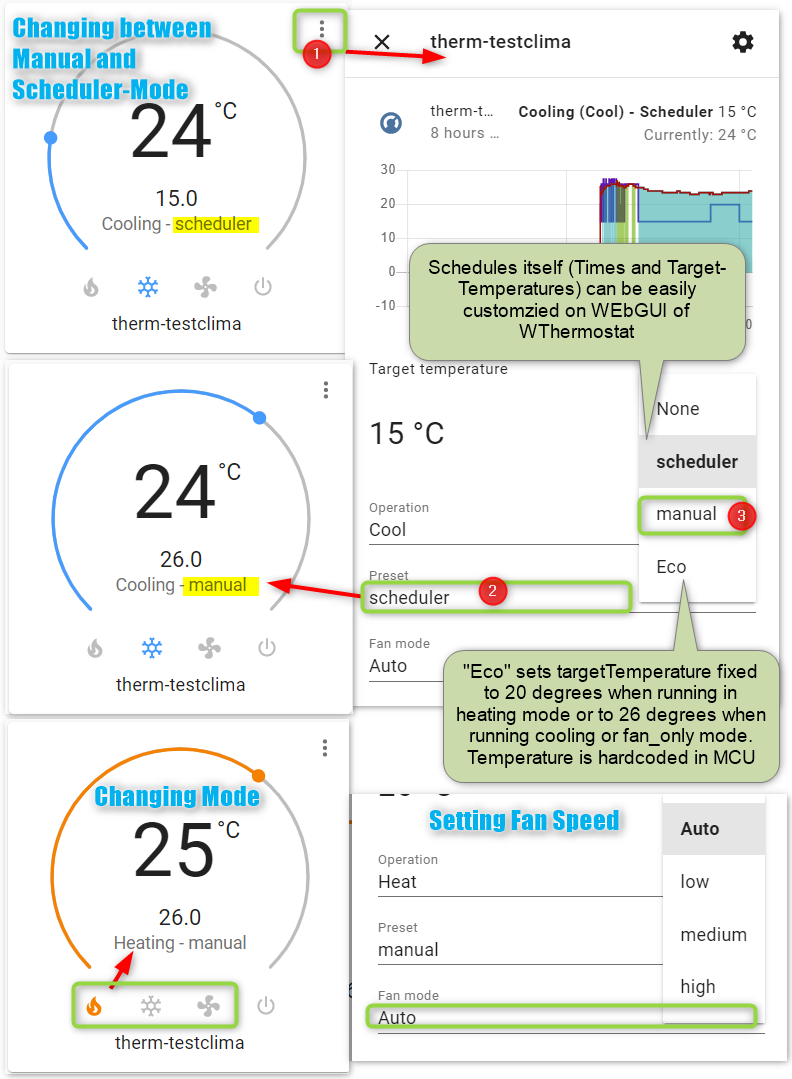 Changing between
Manual and
Scheduler-Mode
24 °C
15.0
Cooling - scheduler
therm-testclima
1
therm-testclima
therm-t...
8 hours ...
Cooling (Cool) - Scheduler 15 °C
Currently: 24 °C
30
20
10
0
-10
0
Schedules itself (Times and Target-
Temperatures) can be easily
customzied on WEbGUI of
WThermostat
Target temperature
15 °C
Operation
Cool
Preset
scheduler
2
Fan mode
Auto
None
scheduler
manual
3
Eco
"Eco" sets targetTemperature fixed
to 20 degrees when running in
heating mode or to 26 degrees when
running cooling or fan_only mode.
Temperature is hardcoded in MCU
24 °C
26.0
Cooling - manual
therm-testclima
Changing Mode
25 °C
26.0
Heating - manual
therm-testclima
Setting Fan Speed
Operation
Heat
Preset
manual
Fan mode
Auto
Auto
low
medium
high